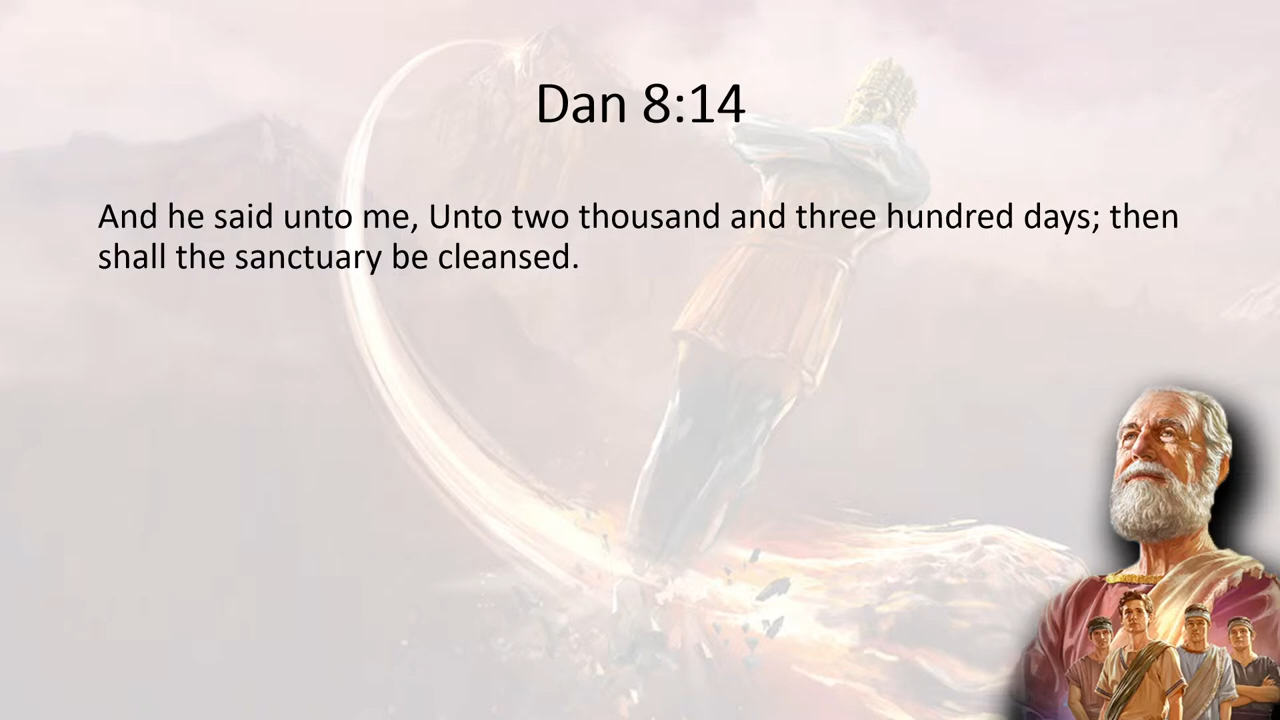 Dan 8:14
And he said unto me, Unto two thousand and three hundred days; then
shall the sanctuary be cleansed.